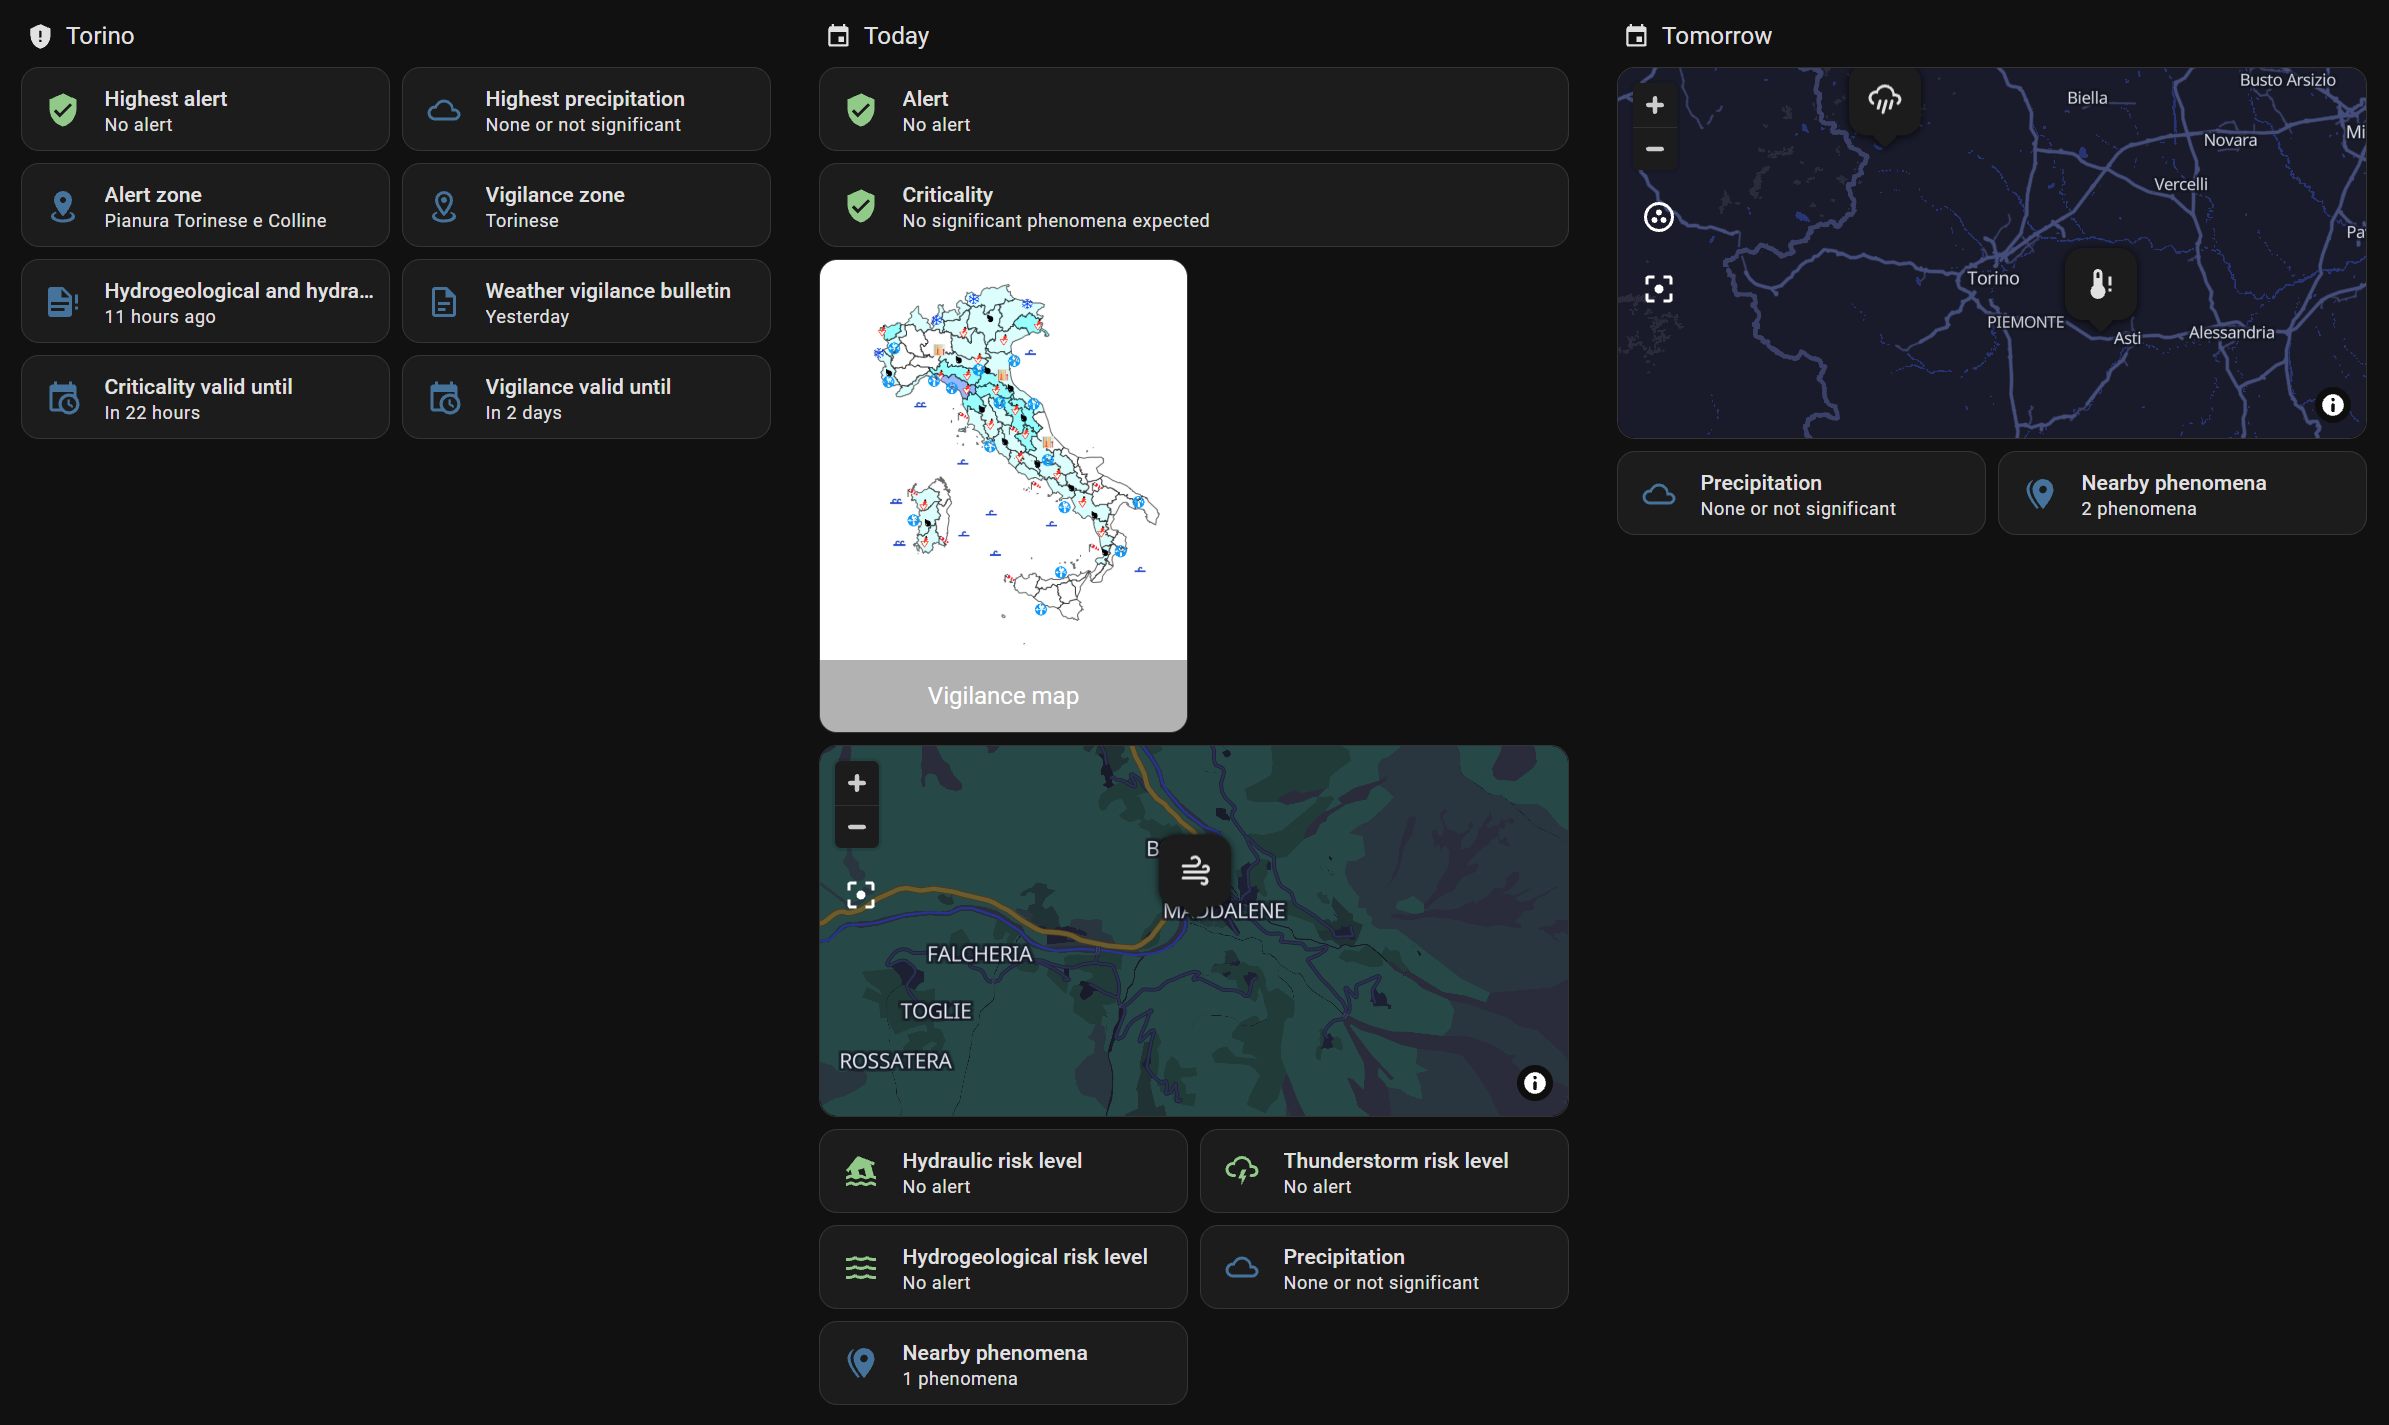 Torino
Highest alert
No alert
Highest precipitation
None or not significant
Alert zone
Pianura Torinese e Colline
Vigilance zone
Torinese
Hydrogeological and hydra...
11 hours ago
Weather vigilance bulletin
Yesterday
Criticality valid until
In 22 hours
Vigilance valid until
In 2 days
Today
Alert
No alert
Criticality
No significant phenomena expected
Vigilance map
B
MADDALENE
FALCHERIA
TOGLIE
ROSSATERA
Hydraulic risk level
No alert
Thunderstorm risk level
No alert
Hydrogeological risk level
No alert
Precipitation
None or not significant
Nearby phenomena
1 phenomena
Tomorrow
Busto Arsizio
Biella
Mi
Novara
Vercelli
Pa
Torino
PIEMONTE
Asti
Alessandria
Precipitation
None or not significant
Nearby phenomena
2 phenomena